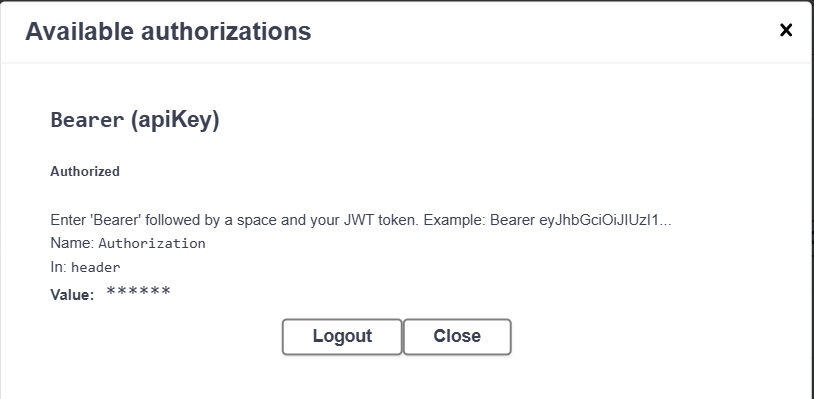 Available authorizations
×
Bearer (apiKey)
Authorized
Enter 'Bearer' followed by a space and your JWT token. Example: Bearer eyJhbGciOiJIUzI1...
Name: Authorization
In: header
Value: ******
Logout Close